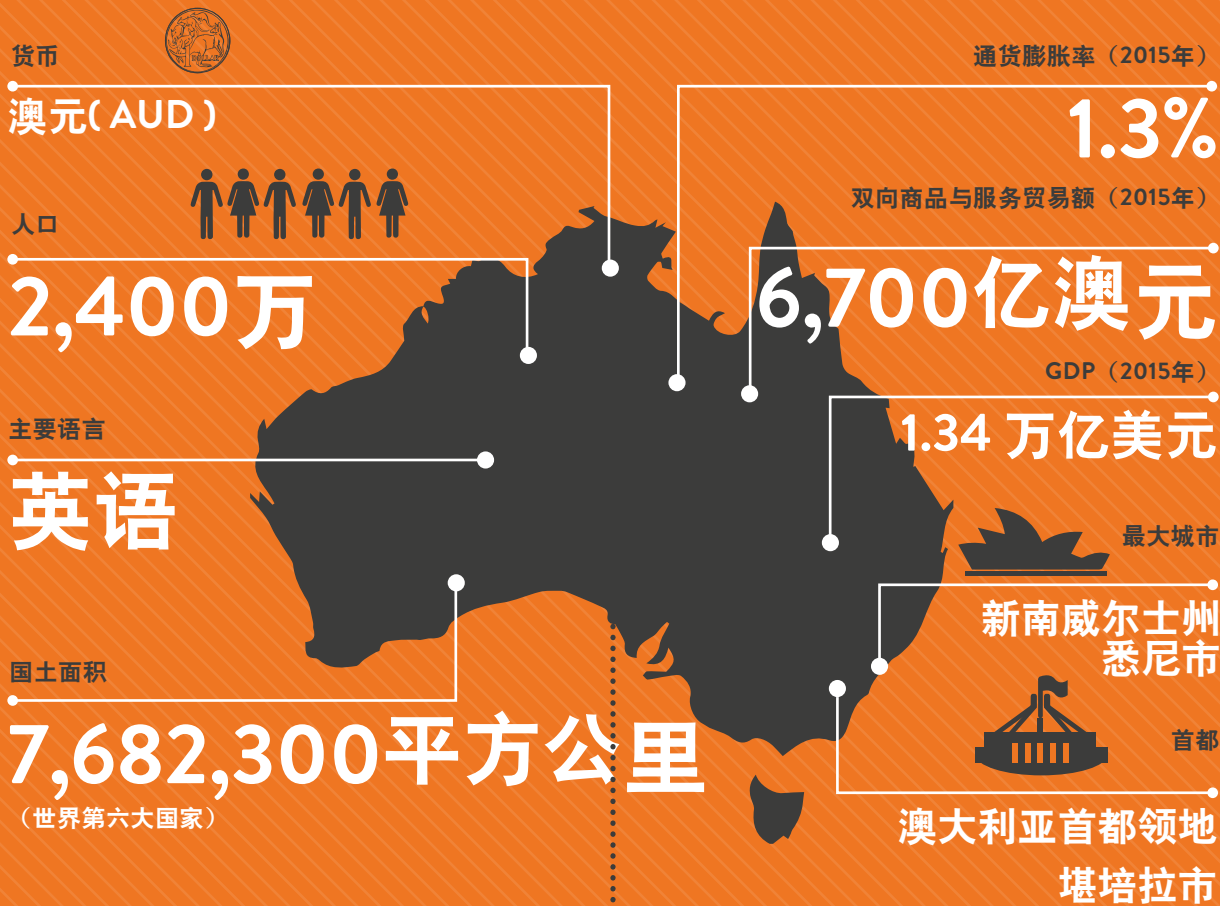 货币
澳元( AUD )
人口
2,400万
主要语言
英语
国土面积
7,682,300平方公里
（世界第六大国家）
通货膨胀率（2015年）
1.3%
双向商品与服务贸易额（2015年）
6,700亿澳元
GDP（2015年）
1.34 万亿美元
最大城市
新南威尔士州
悉尼市
首都
澳大利亚首都领地
堪培拉市